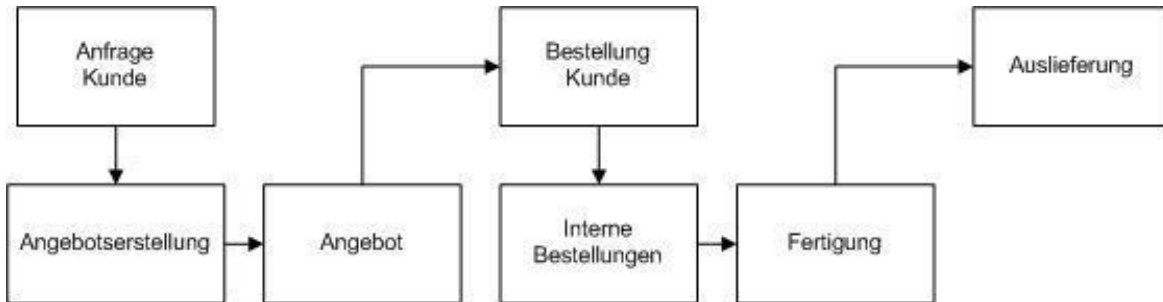 Anfrage
Kunde
Angebotserstellung
Angebot
Bestellung
Kunde
Interne
Bestellungen
Fertigung
Auslieferung